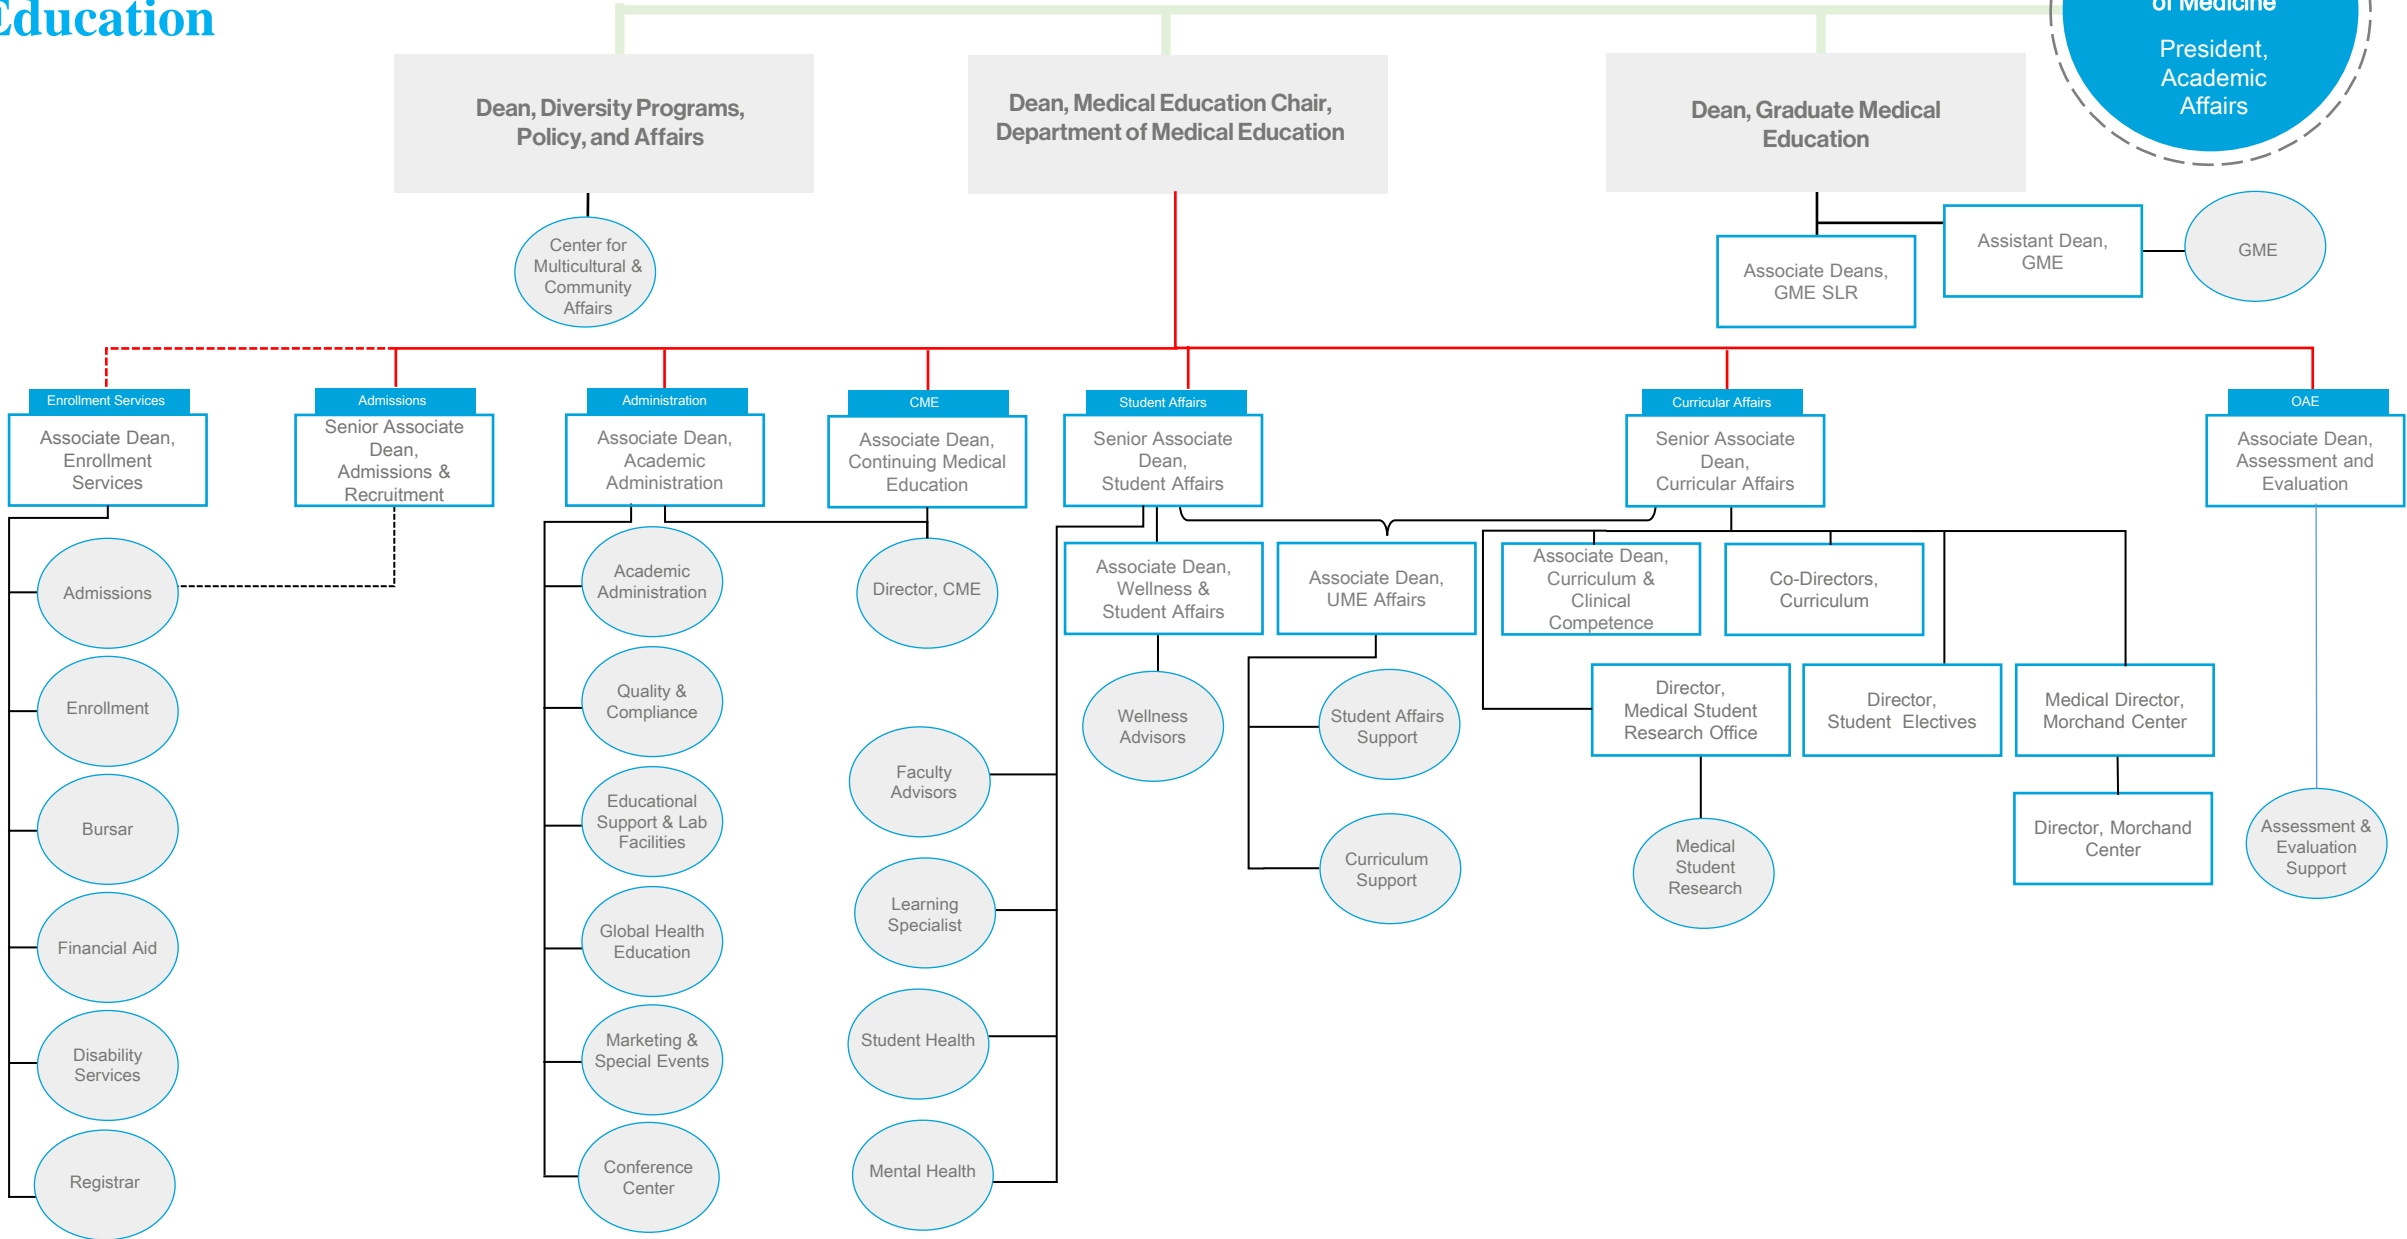 Education
of Medicine
President,
Academic
Affairs
Dean, Diversity Programs,
Policy, and Affairs
Dean, Medical Education Chair,
Department of Medical Education
Dean, Graduate Medical
Education
Center for
Multicultural &
Community
Affairs
Associate Deans,
GME SLR
Assistant Dean,
GME
GME
Enrollment Services
Associate Dean,
Enrollment
Services
Admissions
Senior Associate
Dean,
Admissions &
Recruitment
Administration
Associate Dean,
Academic
Administration
CME
Associate Dean,
Continuing Medical
Education
Student Affairs
Senior Associate
Dean,
Student Affairs
Curricular Affairs
Senior Associate
Dean,
Curricular Affairs
OAE
Associate Dean,
Assessment and
Evaluation
Admissions
Enrollment
Bursar
Financial Aid
Disability
Services
Registrar
Academic
Administration
Quality &
Compliance
Educational
Support & Lab
Facilities
Global Health
Education
Marketing &
Special Events
Conference
Center
Director, CME
Faculty
Advisors
Learning
Specialist
Student Health
Mental Health
Associate Dean,
Wellness &
Student Affairs
Wellness
Advisors
Associate Dean,
UME Affairs
Student Affairs
Support
Curriculum
Support
Associate Dean,
Curriculum &
Clinical
Competence
Co-Directors,
Curriculum
Director,
Medical Student
Research Office
Medical
Student
Research
Director,
Student Electives
Medical Director,
Morchand Center
Director, Morchand
Center
Assessment &
Evaluation
Support